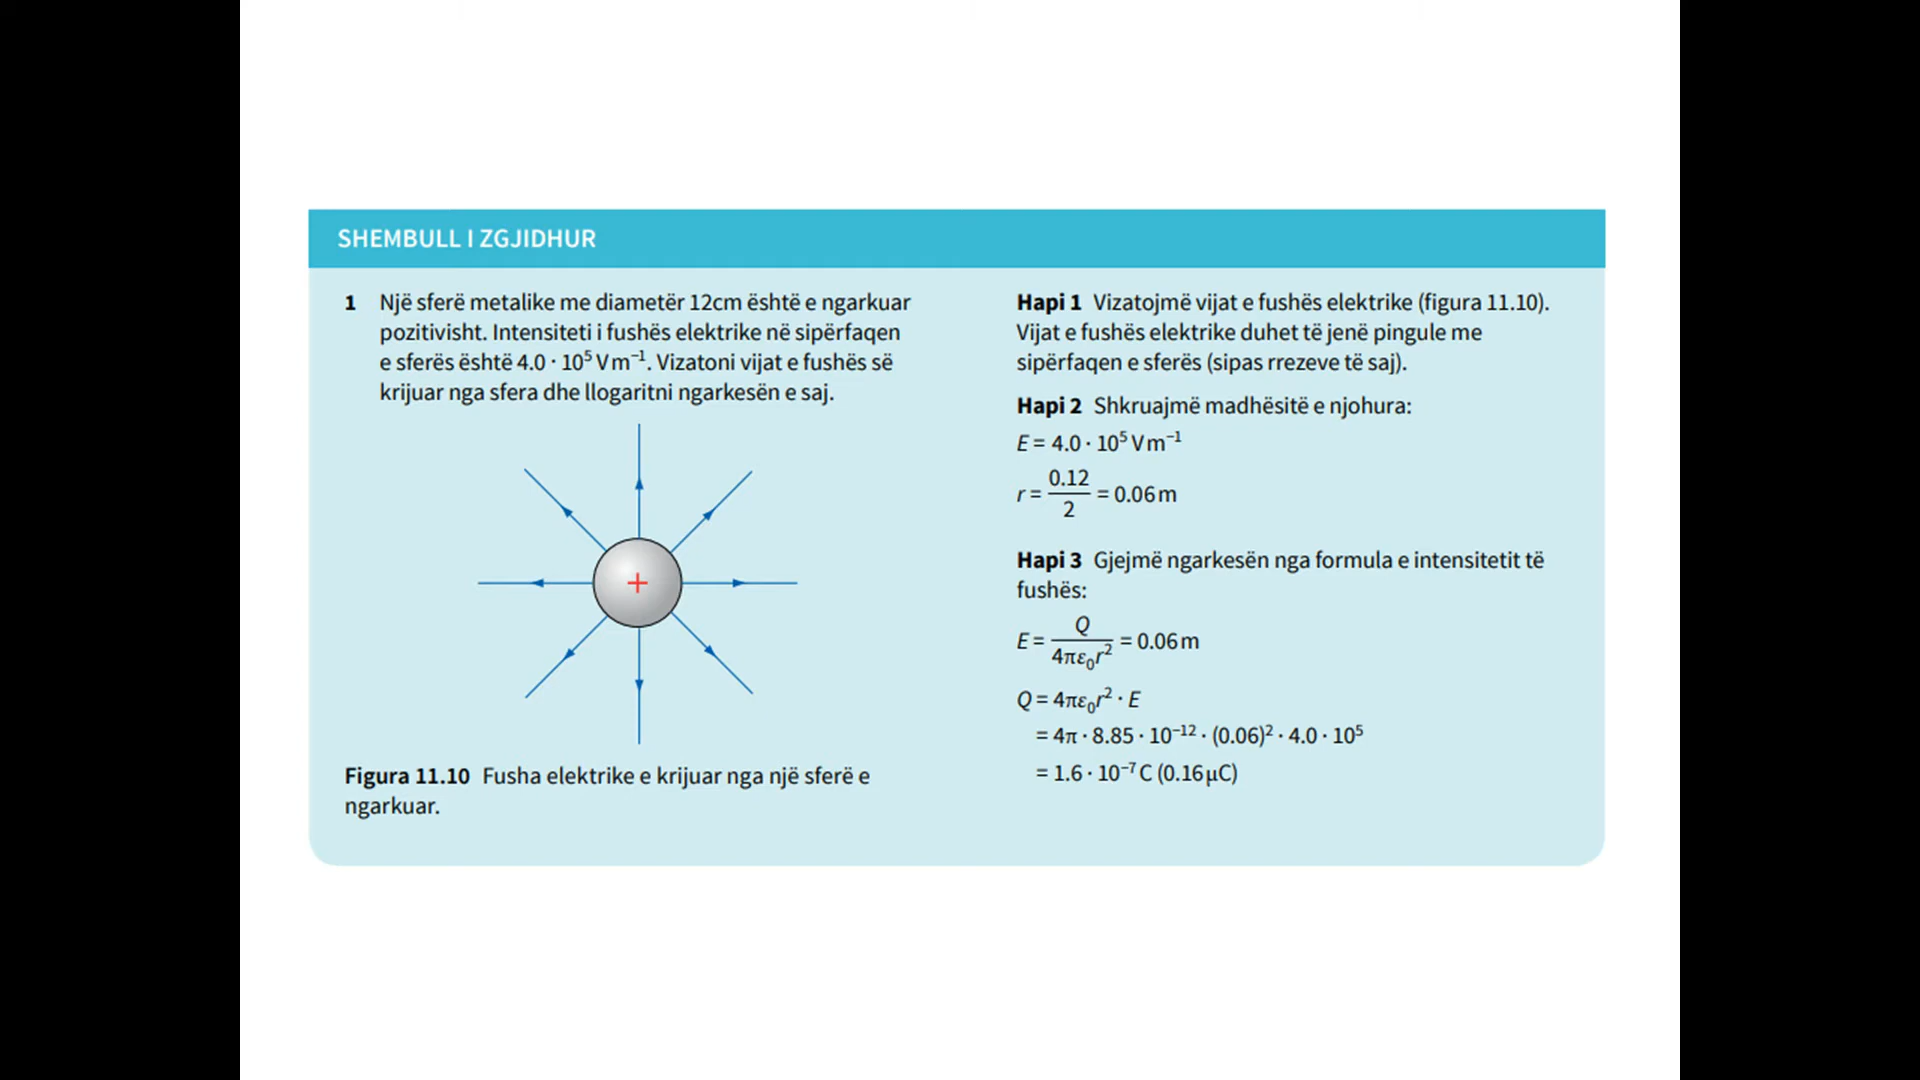 SHEMBULL I ZGJIDHUR
1 Një sferë metalike me diametër 12cm është e ngarkuar
pozitivisht. Intensiteti i fushës elektrike në sipërfaqen
e sferës është 4.0 · 10⁵ V m⁻¹. Vizatoni vijat e fushës së
krijuar nga sfera dhe llogaritni ngarkesën e saj.
+
Figura 11.10 Fusha elektrike e krijuar nga një sferë e
ngarkuar.
Hapi 1 Vizatojmë vijat e fushës elektrike (figura 11.10).
Vijat e fushës elektrike duhet të jenë pingule me
sipërfaqen e sferës (sipas rrezeve të saj).
Hapi 2 Shkruajmë madhësitë e njohura:
E = 4.0 · 10⁵ V m⁻¹
r = 0.12/2 = 0.06 m
Hapi 3 Gjejmë ngarkesën nga formula e intensitetit të
fushës:
E = Q/4πε₀r² = 0.06 m
Q = 4πε₀r² · E
= 4π · 8.85 · 10⁻¹² · (0.06)² · 4.0 · 10⁵
= 1.6 · 10⁻⁷ C (0.16 µC)